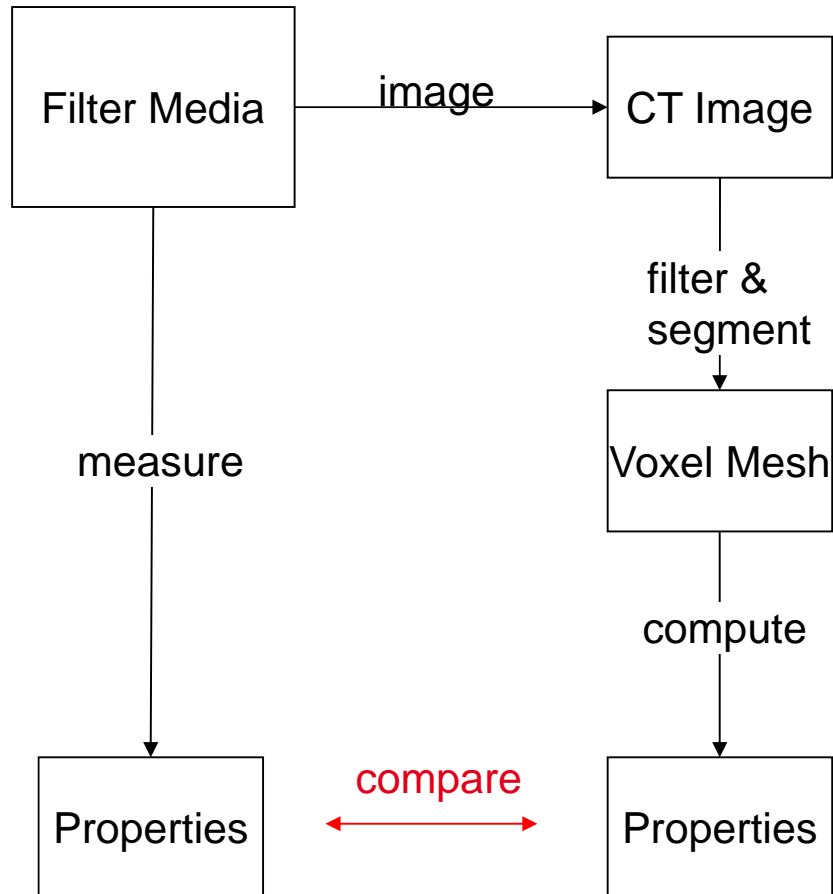 Filter Media
image
CT Image
filter &
segment
measure
Voxel Mesh
compute
Properties
compare
Properties